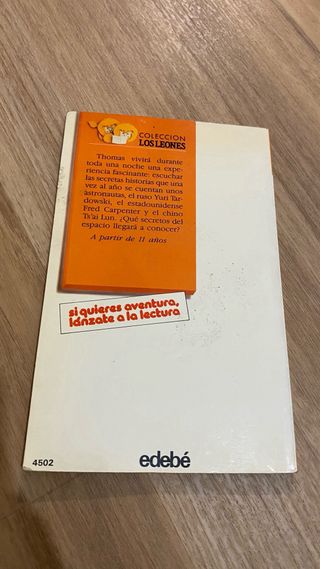 COLECCION
LOS LEONES
Thomas vivirá durante
toda una noche una expe-
riencia fascinante: escuchar
las secretas historias que una
vez al año se cuentan unos
astronautas, el ruso Yuri Tar-
dowski, el estadounidense
Fred Carpenter y el chino
Ts'ai Lun. ¿Qué secretos del
espacio llegará a conocer?
A partir de 11 años
si quieres aventura,
lánzate a la lectura
4502
edebé